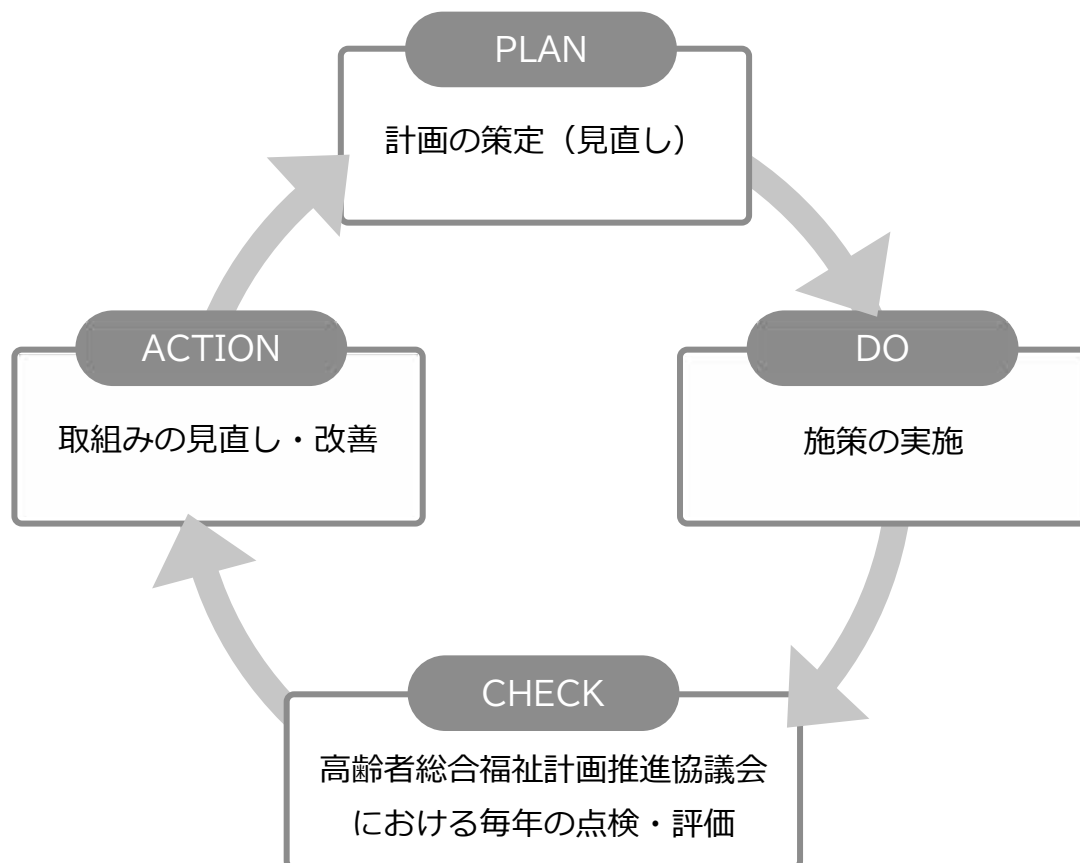 PLAN
計画の策定（見直し）
DO
施策の実施
CHECK
高齢者総合福祉計画推進協議会
における毎年の点検・評価
ACTION
取組みの見直し・改善